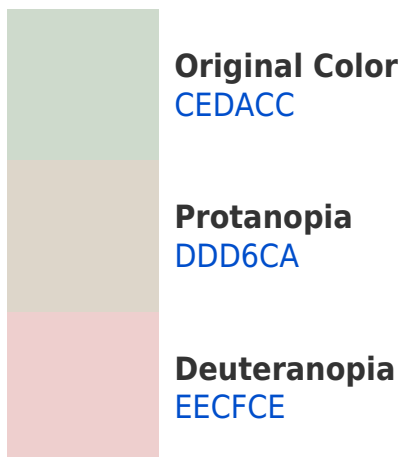 Original Color
CEDACC
Protanopia
DDD6CA
Deuteranopia
EECFCE